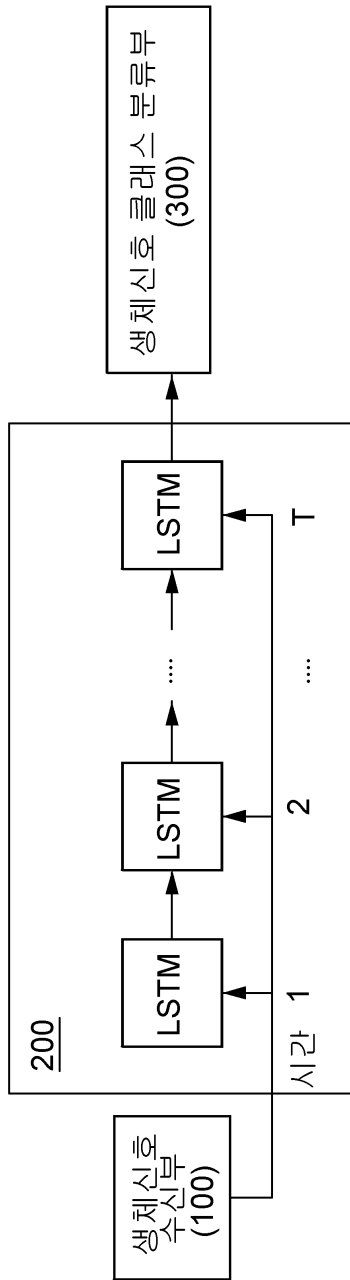 생체신호
수신부
(100)
200
LSTM
LSTM
....
LSTM
시간
1
2
....
T
생체신호 클래스 분류부
(300)